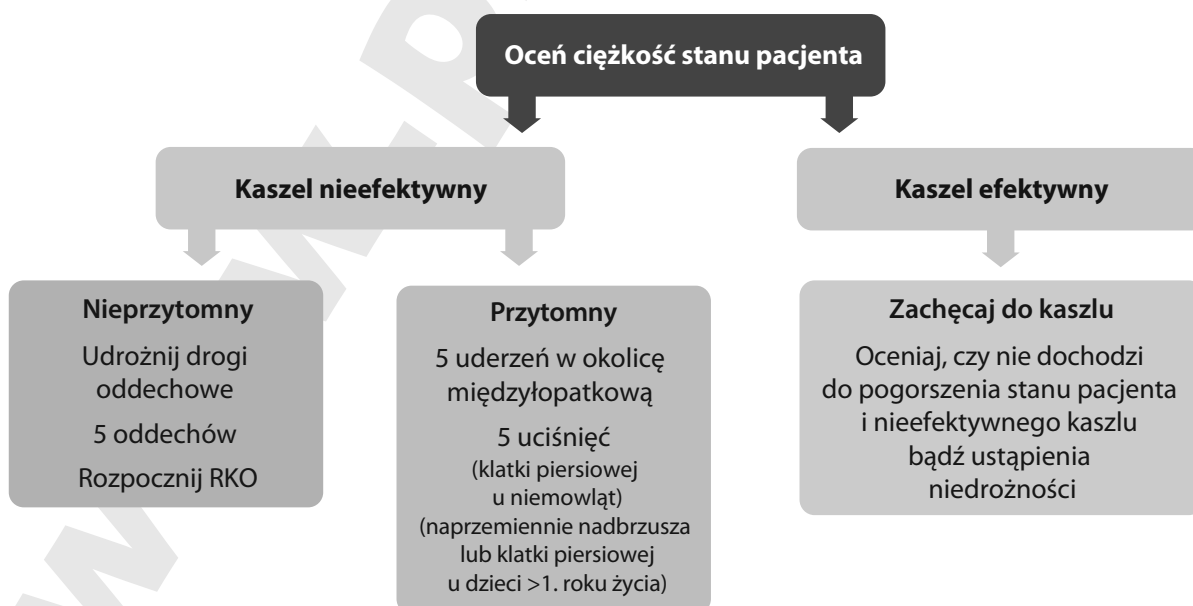 Oceń ciężkość stanu pacjenta
Kaszel nieefektywny
Kaszel efektywny
Nieprzytomny
Udrożnij drogi
oddechowe
5 oddechów
Rozpocznij RKO
Przytomny
5 uderzeń w okolicę
międzyłopatkową
5 uciśnięć
(klatki piersiowej
u niemowląt)
(naprzemiennie nadbrzusza
lub klatki piersiowej
u dzieci >1. roku życia)
Zachęcaj do kaszlu
Oceniaj, czy nie dochodzi
do pogorszenia stanu pacjenta
i nieefektywnego kaszlu
bądź ustąpienia
niedrożności